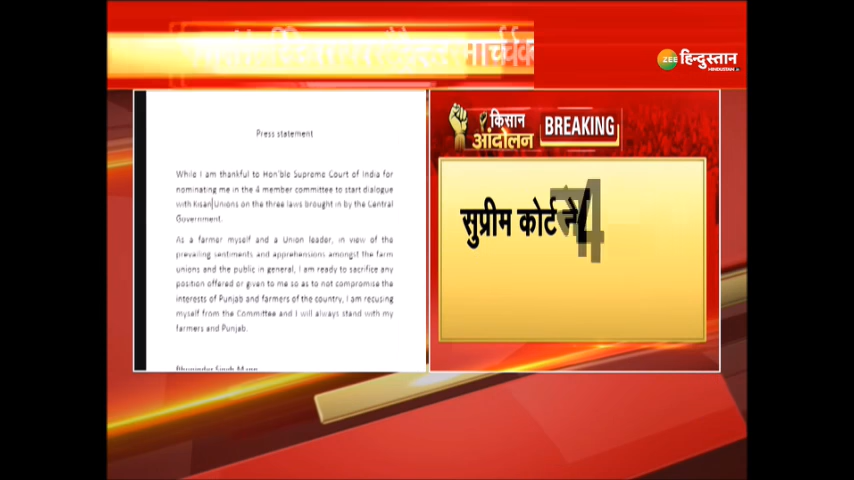 ZEE हिन्दुस्तान
HINDUSTAN
Press statement
While I am thankful to Hon'ble Supreme Court of India for
nominating me in the 4 member committee to start dialogue
with Kisan Unions on the three laws brought in by the Central
Government.
As a farmer myself and a Union leader, in view of the
prevailing sentiments and apprehensions amongst the farm
unions and the public in general, I am ready to sacrifice any
position offered or given to me so as to not compromise the
interests of Punjab and farmers of the country, I am recusing
myself from the Committee and I will always stand with my
farmers and Punjab.
किसान
आंदोलन
BREAKING
सुप्रीम कोर्ट ने 4